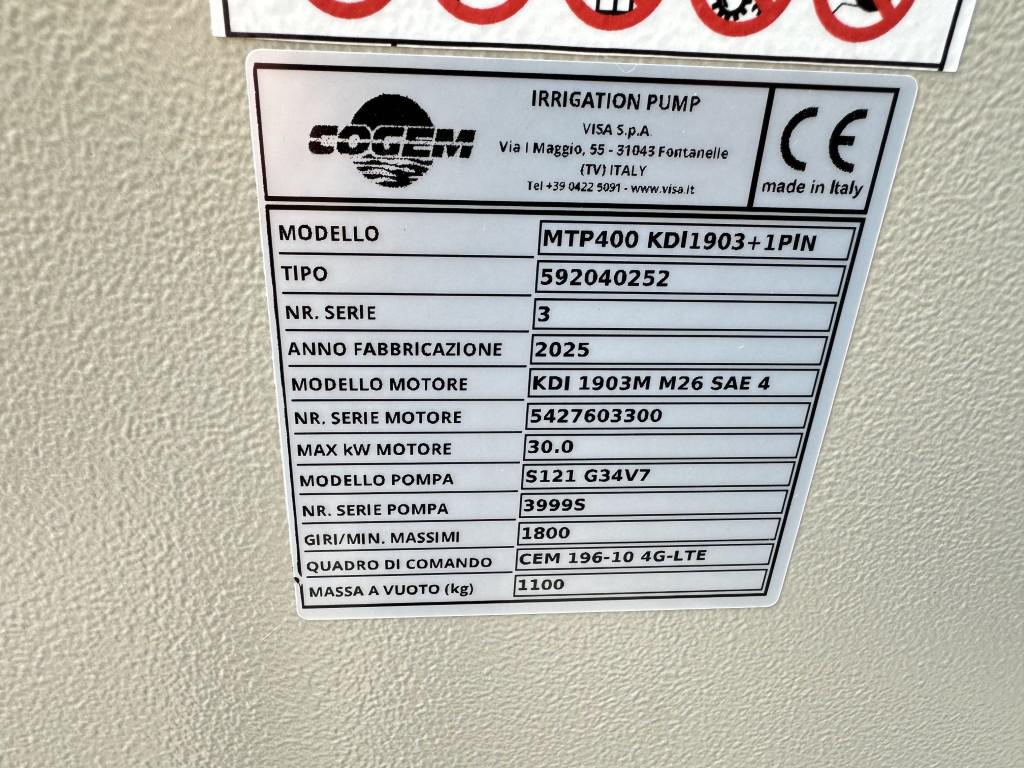 COGEM
IRRIGATION PUMP
VISA S.p.A.
Via I Maggio, 55 - 31043 Fontanelle
(TV) ITALY
Tel +39 0422 5091 - www.visa.it
CE
made in Italy
MODELLO MTP400 KDI1903+1PIN
TIPO 592040252
NR. SERIE 3
ANNO FABBRICAZIONE 2025
MODELLO MOTORE KDI 1903M M26 SAE 4
NR. SERIE MOTORE 5427603300
MAX kW MOTORE 30.0
MODELLO POMPA S121 G34V7
NR. SERIE POMPA 3999S
GIRI/MIN. MASSIMI 1800
QUADRO DI COMANDO CEM 196-10 4G-LTE
MASSA A VUOTO (kg) 1100